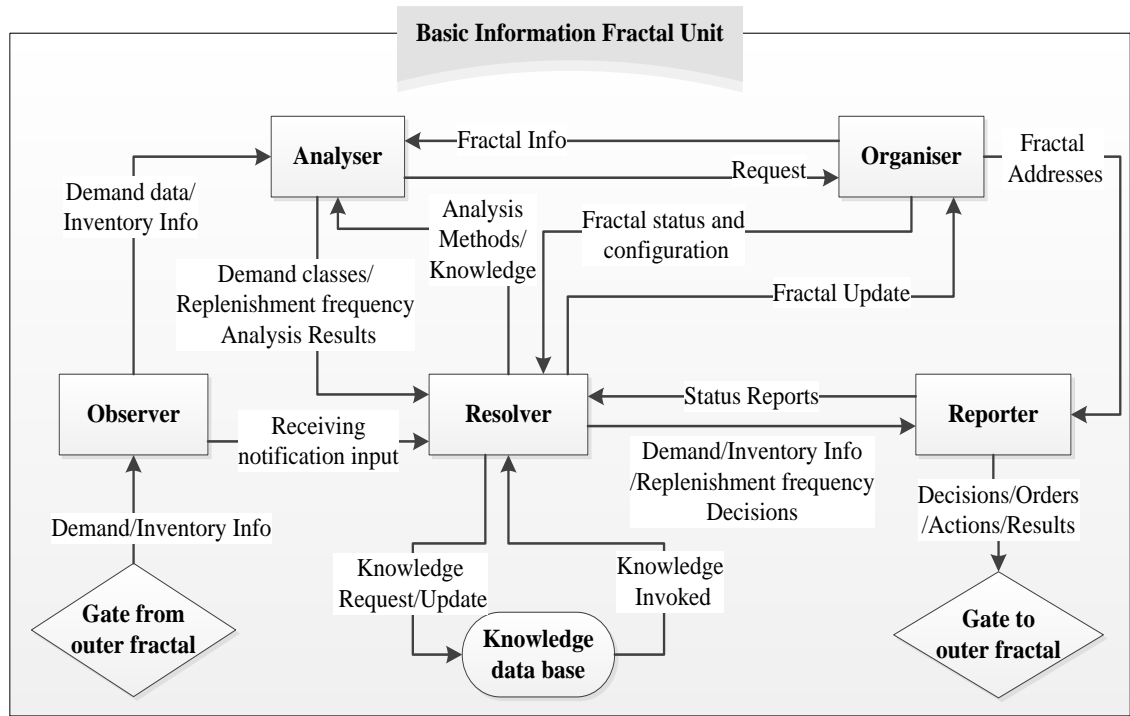 Basic Information Fractal Unit
Analyser
Fractal Info
Organiser
Fractal
Addresses
Request
Demand data/
Inventory Info
Analysis
Methods/
Knowledge
Fractal status and
configuration
Demand classes/
Replenishment frequency
Analysis Results
Fractal Update
Observer
Resolver
Status Reports
Reporter
Receiving
notification input
Demand/Inventory Info
/Replenishment frequency
Decisions
Decisions/Orders
/Actions/Results
Demand/Inventory Info
Knowledge
Request/Update
Knowledge
Invoked
Gate from
outer fractal
Knowledge
data base
Gate to
outer fractal